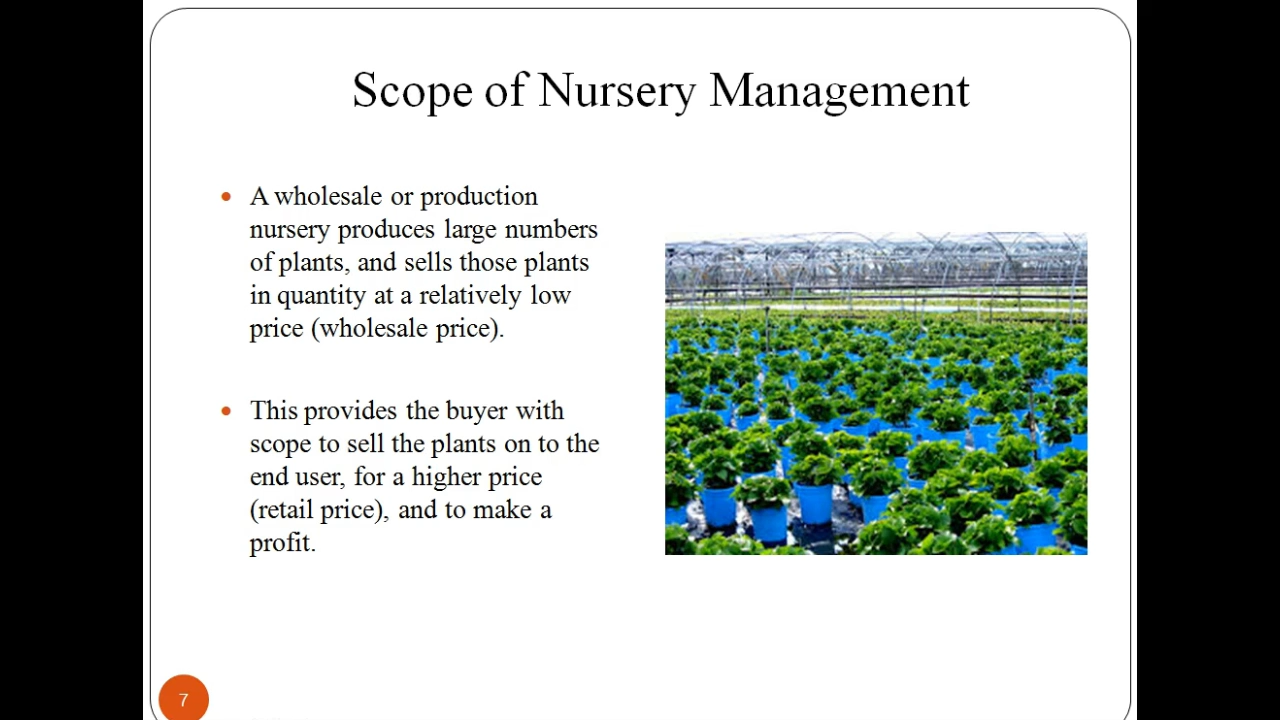 Scope of Nursery Management
• A wholesale or production
nursery produces large numbers
of plants, and sells those plants
in quantity at a relatively low
price (wholesale price).
• This provides the buyer with
scope to sell the plants on to the
end user, for a higher price
(retail price), and to make a
profit.
7